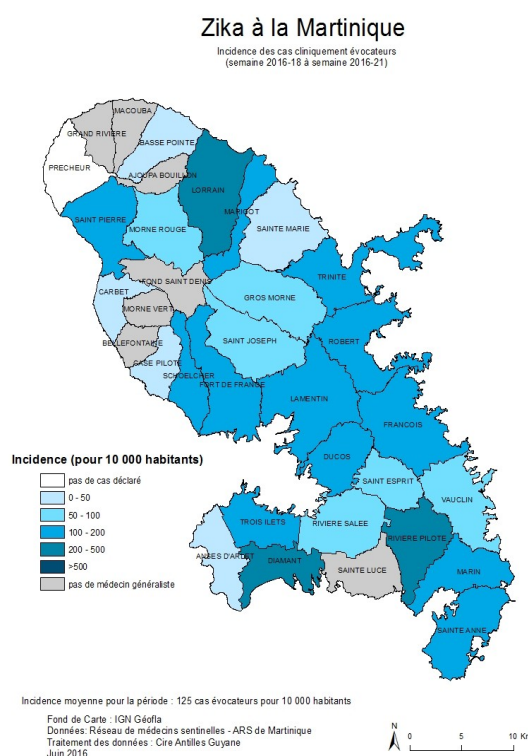 Zika à la Martinique
Incidence des cas cliniquement évocateurs
(semaine 2016-18 à semaine 2016-21)
MACOUBA
GRAND RIVIERE
BASSE POINTE
PRECHEUR
AJOUPA BOUILLON
LORRAIN
SAINT PIERRE
MARIGOT
MORNE ROUGE
SAINTE MARIE
TRINITE
FOND SAINT DENIS
CARBET
GROS MORNE
MORNE VERT
BELLEFONTAINE
SAINT JOSEPH
ROBERT
CASE PILOTE
SCHOELCHER
FORT DE FRANCE
LAMENTIN
FRANCOIS
DUCOS
SAINT ESPRIT
VAUCLIN
TROIS ILETS
RIVIERE SALEE
RIVIERE PILOTE
ANSES D'ARLET
DIAMANT
SAINTE LUCE
MARIN
SAINTE ANNE
Incidence (pour 10 000 habitants)
pas de cas déclaré
0 - 50
50 - 100
100 - 200
200 - 500
>500
pas de médecin généraliste
Incidence moyenne pour la période : 125 cas évocateurs pour 10 000 habitants
Fond de Carte : IGN Géofla
Données: Réseau de médecins sentinelles - ARS de Martinique
Traitement des données : Cire Antilles Guyane
Juin 2016
N
0 5 10